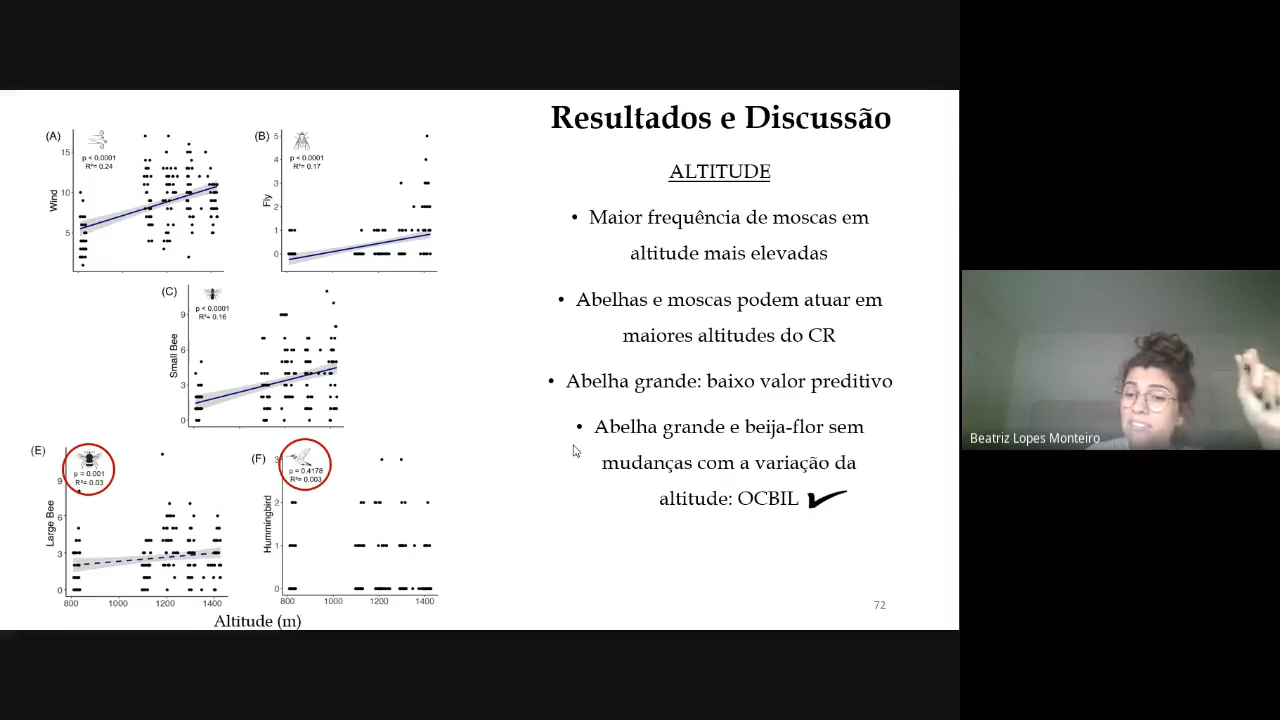 Resultados e Discussão
ALTITUDE
• Maior frequência de moscas em
altitude mais elevadas
• Abelhas e moscas podem atuar em
maiores altitudes do CR
• Abelha grande: baixo valor preditivo
• Abelha grande e beija-flor sem
mudanças com a variação da
altitude: OCBIL
72
(A)
p < 0.0001
R²= 0.24
Wind
15
10
5
(B)
p < 0.0001
R²= 0.17
Fly
5
4
3
2
1
0
(C)
p < 0.0001
R²= 0.16
Small Bee
9
6
3
0
(E)
p = 0.001
R²= 0.03
Large Bee
9
6
3
0
800 1000 1200 1400
(F)
p = 0.4178
R²= 0.003
Hummingbird
3
2
1
0
800 1000 1200 1400
Altitude (m)
Beatriz Lopes Monteiro